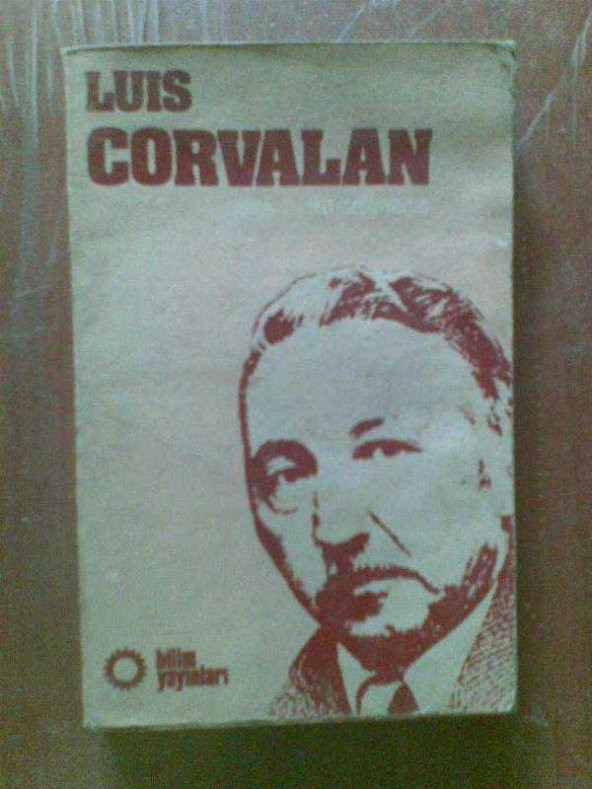 LUIS
CORVALAN
bilim
yayınları